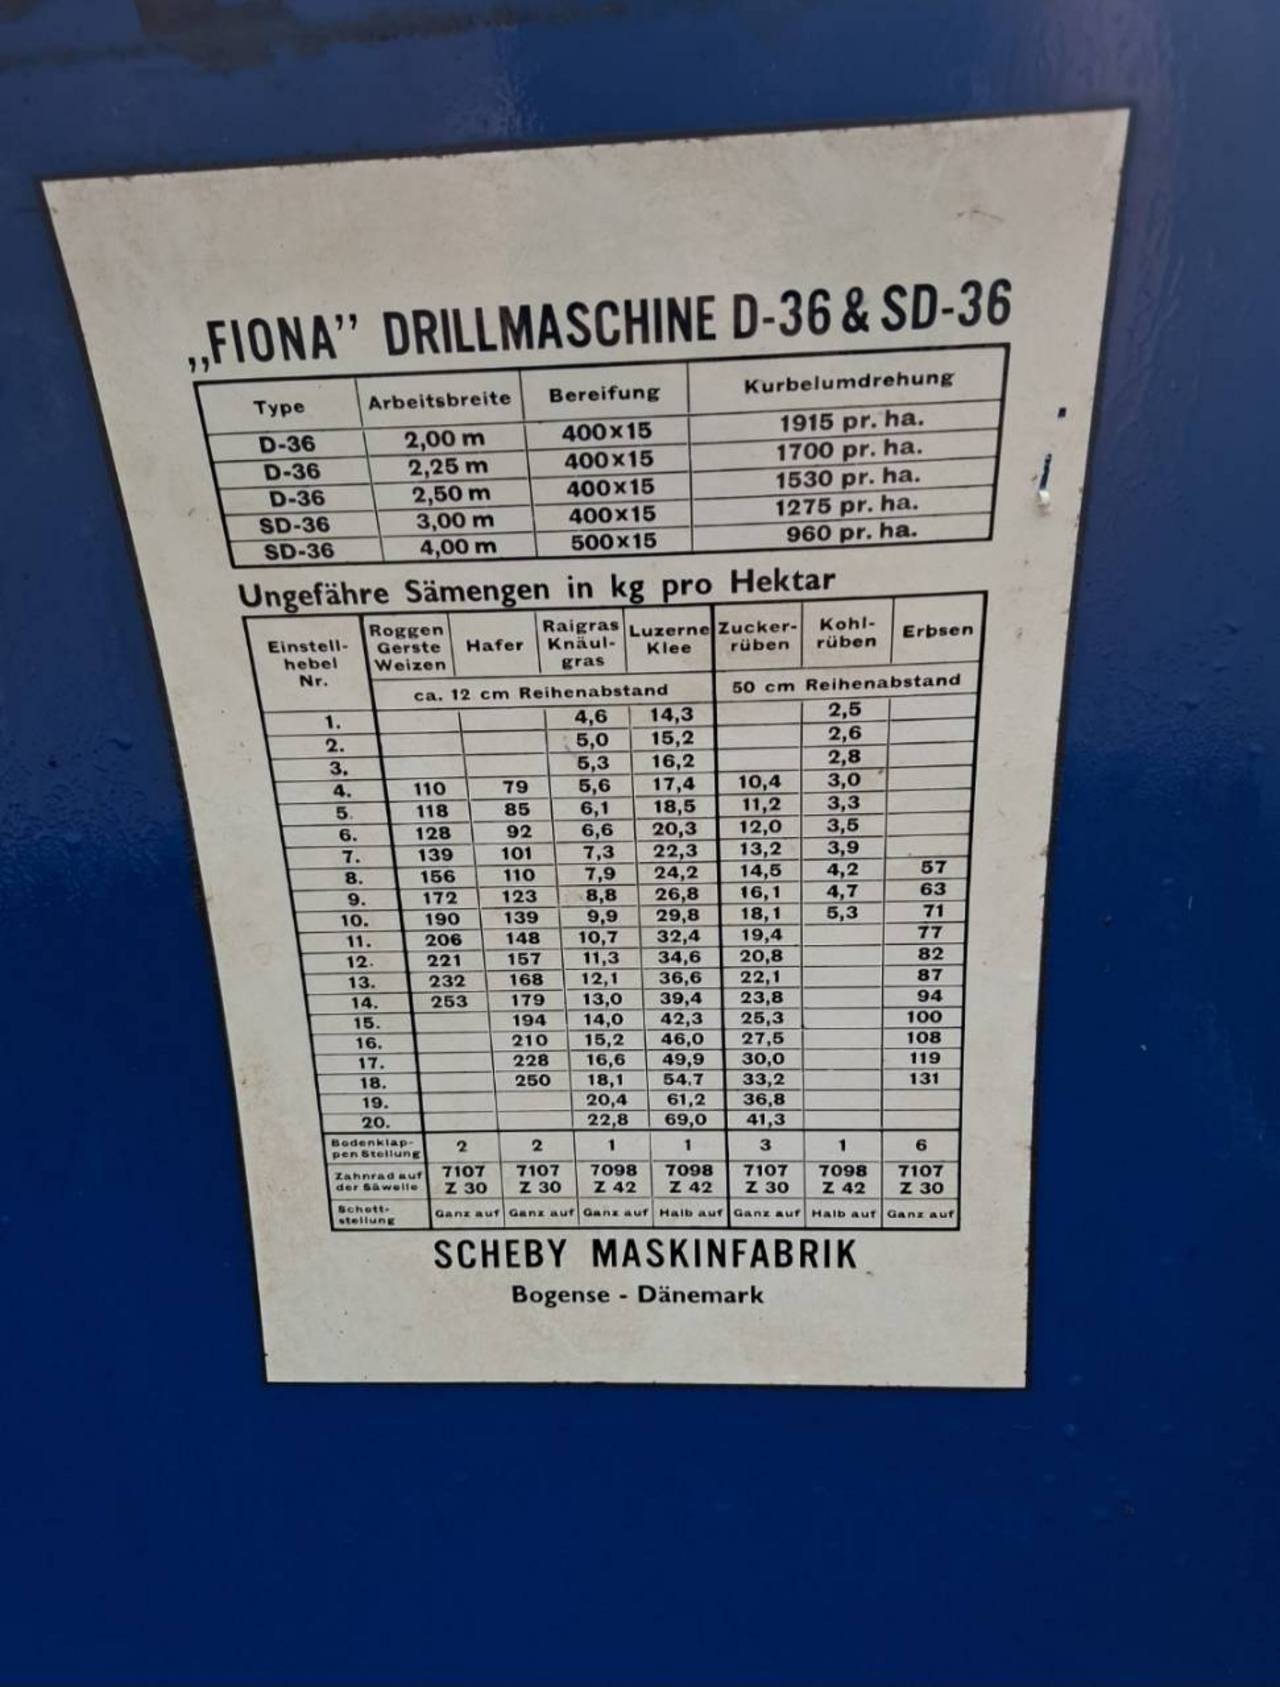 „FIONA” DRILLMASCHINE D-36 & SD-36
Type Arbeitsbreite Bereifung Kurbelumdrehung
D-36 2,00 m 400×15 1915 pr. ha.
D-36 2,25 m 400×15 1700 pr. ha.
D-36 2,50 m 400×15 1530 pr. ha.
SD-36 3,00 m 400×15 1275 pr. ha.
SD-36 4,00 m 500×15 960 pr. ha.
Ungefähre Sämengen in kg pro Hektar
Einstell-
hebel
Nr.
Roggen
Gerste
Weizen
Hafer
Raigras
Knäul-
gras
Luzerne
Klee
Zucker-
rüben
Kohl-
rüben
Erbsen
ca. 12 cm Reihenabstand 50 cm Reihenabstand
1. 4,6 14,3 2,5
2. 5,0 15,2 2,6
3. 5,3 16,2 2,8
4. 110 79 5,6 17,4 10,4 3,0
5. 118 85 6,1 18,5 11,2 3,3
6. 128 92 6,6 20,3 12,0 3,5
7. 139 101 7,3 22,3 13,2 3,9
8. 156 110 7,9 24,2 14,5 4,2 57
9. 172 123 8,8 26,8 16,1 4,7 63
10. 190 139 9,9 29,8 18,1 5,3 71
11. 206 148 10,7 32,4 19,4 77
12. 221 157 11,3 34,6 20,8 82
13. 232 168 12,1 36,6 22,1 87
14. 253 179 13,0 39,4 23,8 94
15. 194 14,0 42,3 25,3 100
16. 210 15,2 46,0 27,5 108
17. 228 16,6 49,9 30,0 119
18. 250 18,1 54,7 33,2 131
19. 20,4 61,2 36,8
20. 22,8 69,0 41,3
Bodenklap-
pen Stellung 2 2 1 1 3 1 6
Zahnrad auf
der Säwelle
7107 7107 7098 7098 7107 7098 7107
Z 30 Z 30 Z 42 Z 42 Z 30 Z 42 Z 30
Schott-
stellung Ganz auf Ganz auf Ganz auf Halb auf Ganz auf Halb auf Ganz auf
SCHEBY MASKINFABRIK
Bogense - Dänemark